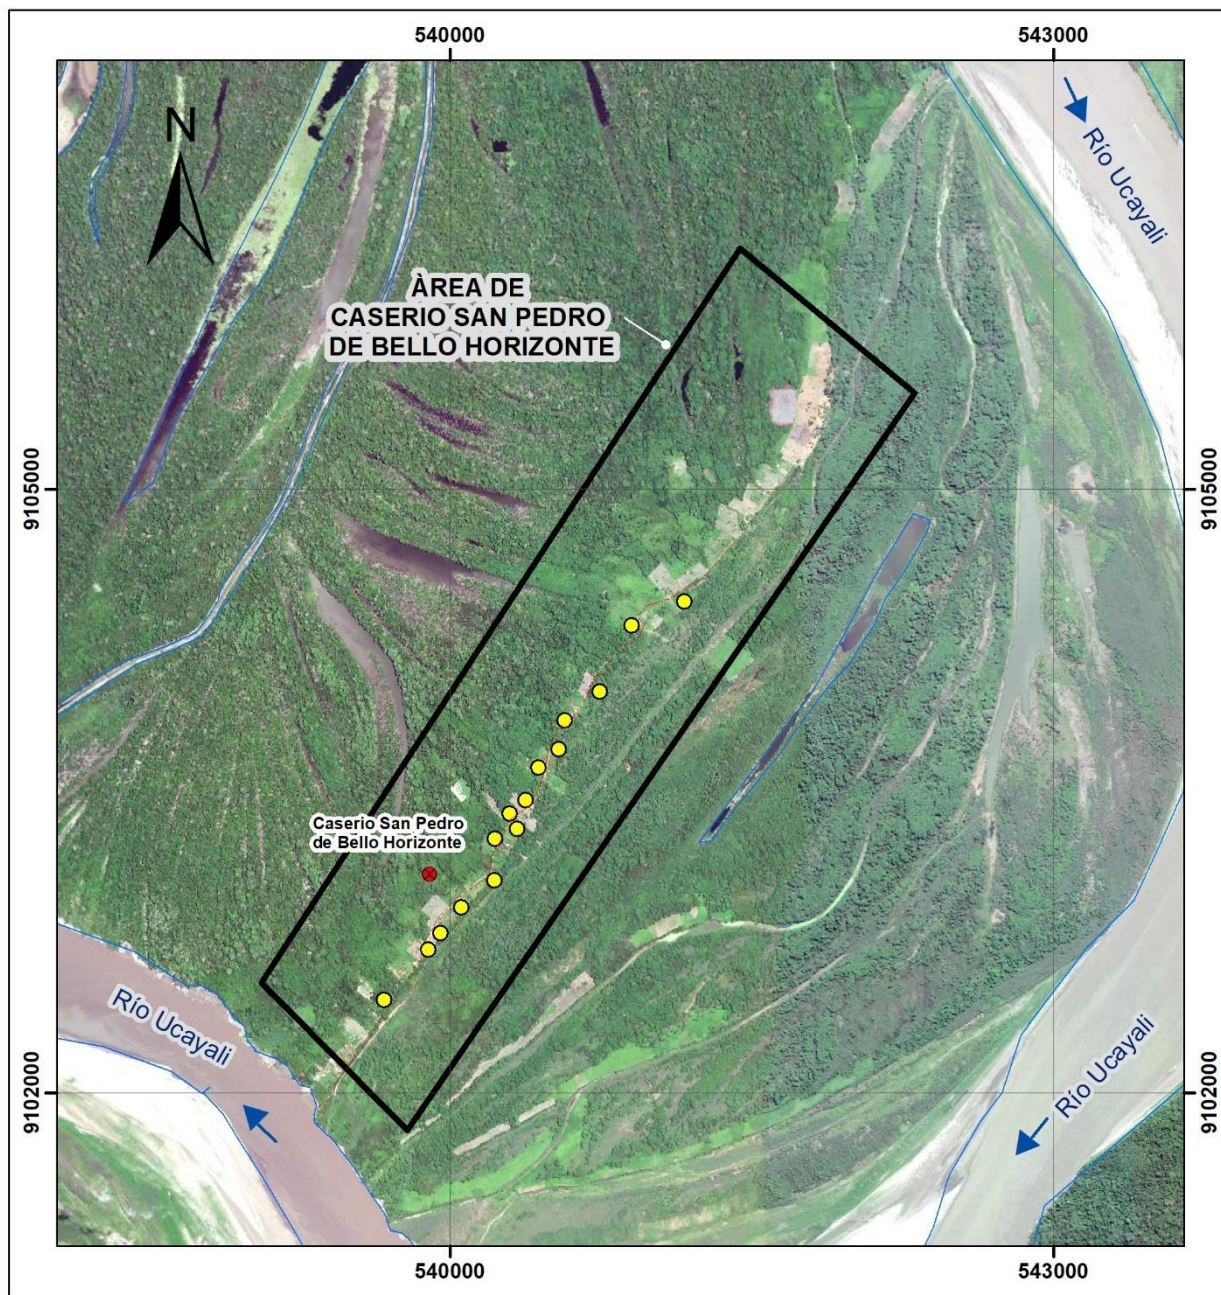 540000
543000
N
Río Ucayali
ÀREA DE
CASERIO SAN PEDRO
DE BELLO HORIZONTE
9105000
9105000
Caserio San Pedro
de Bello Horizonte
Río Ucayali
Río Ucayali
9102000
9102000
540000
543000